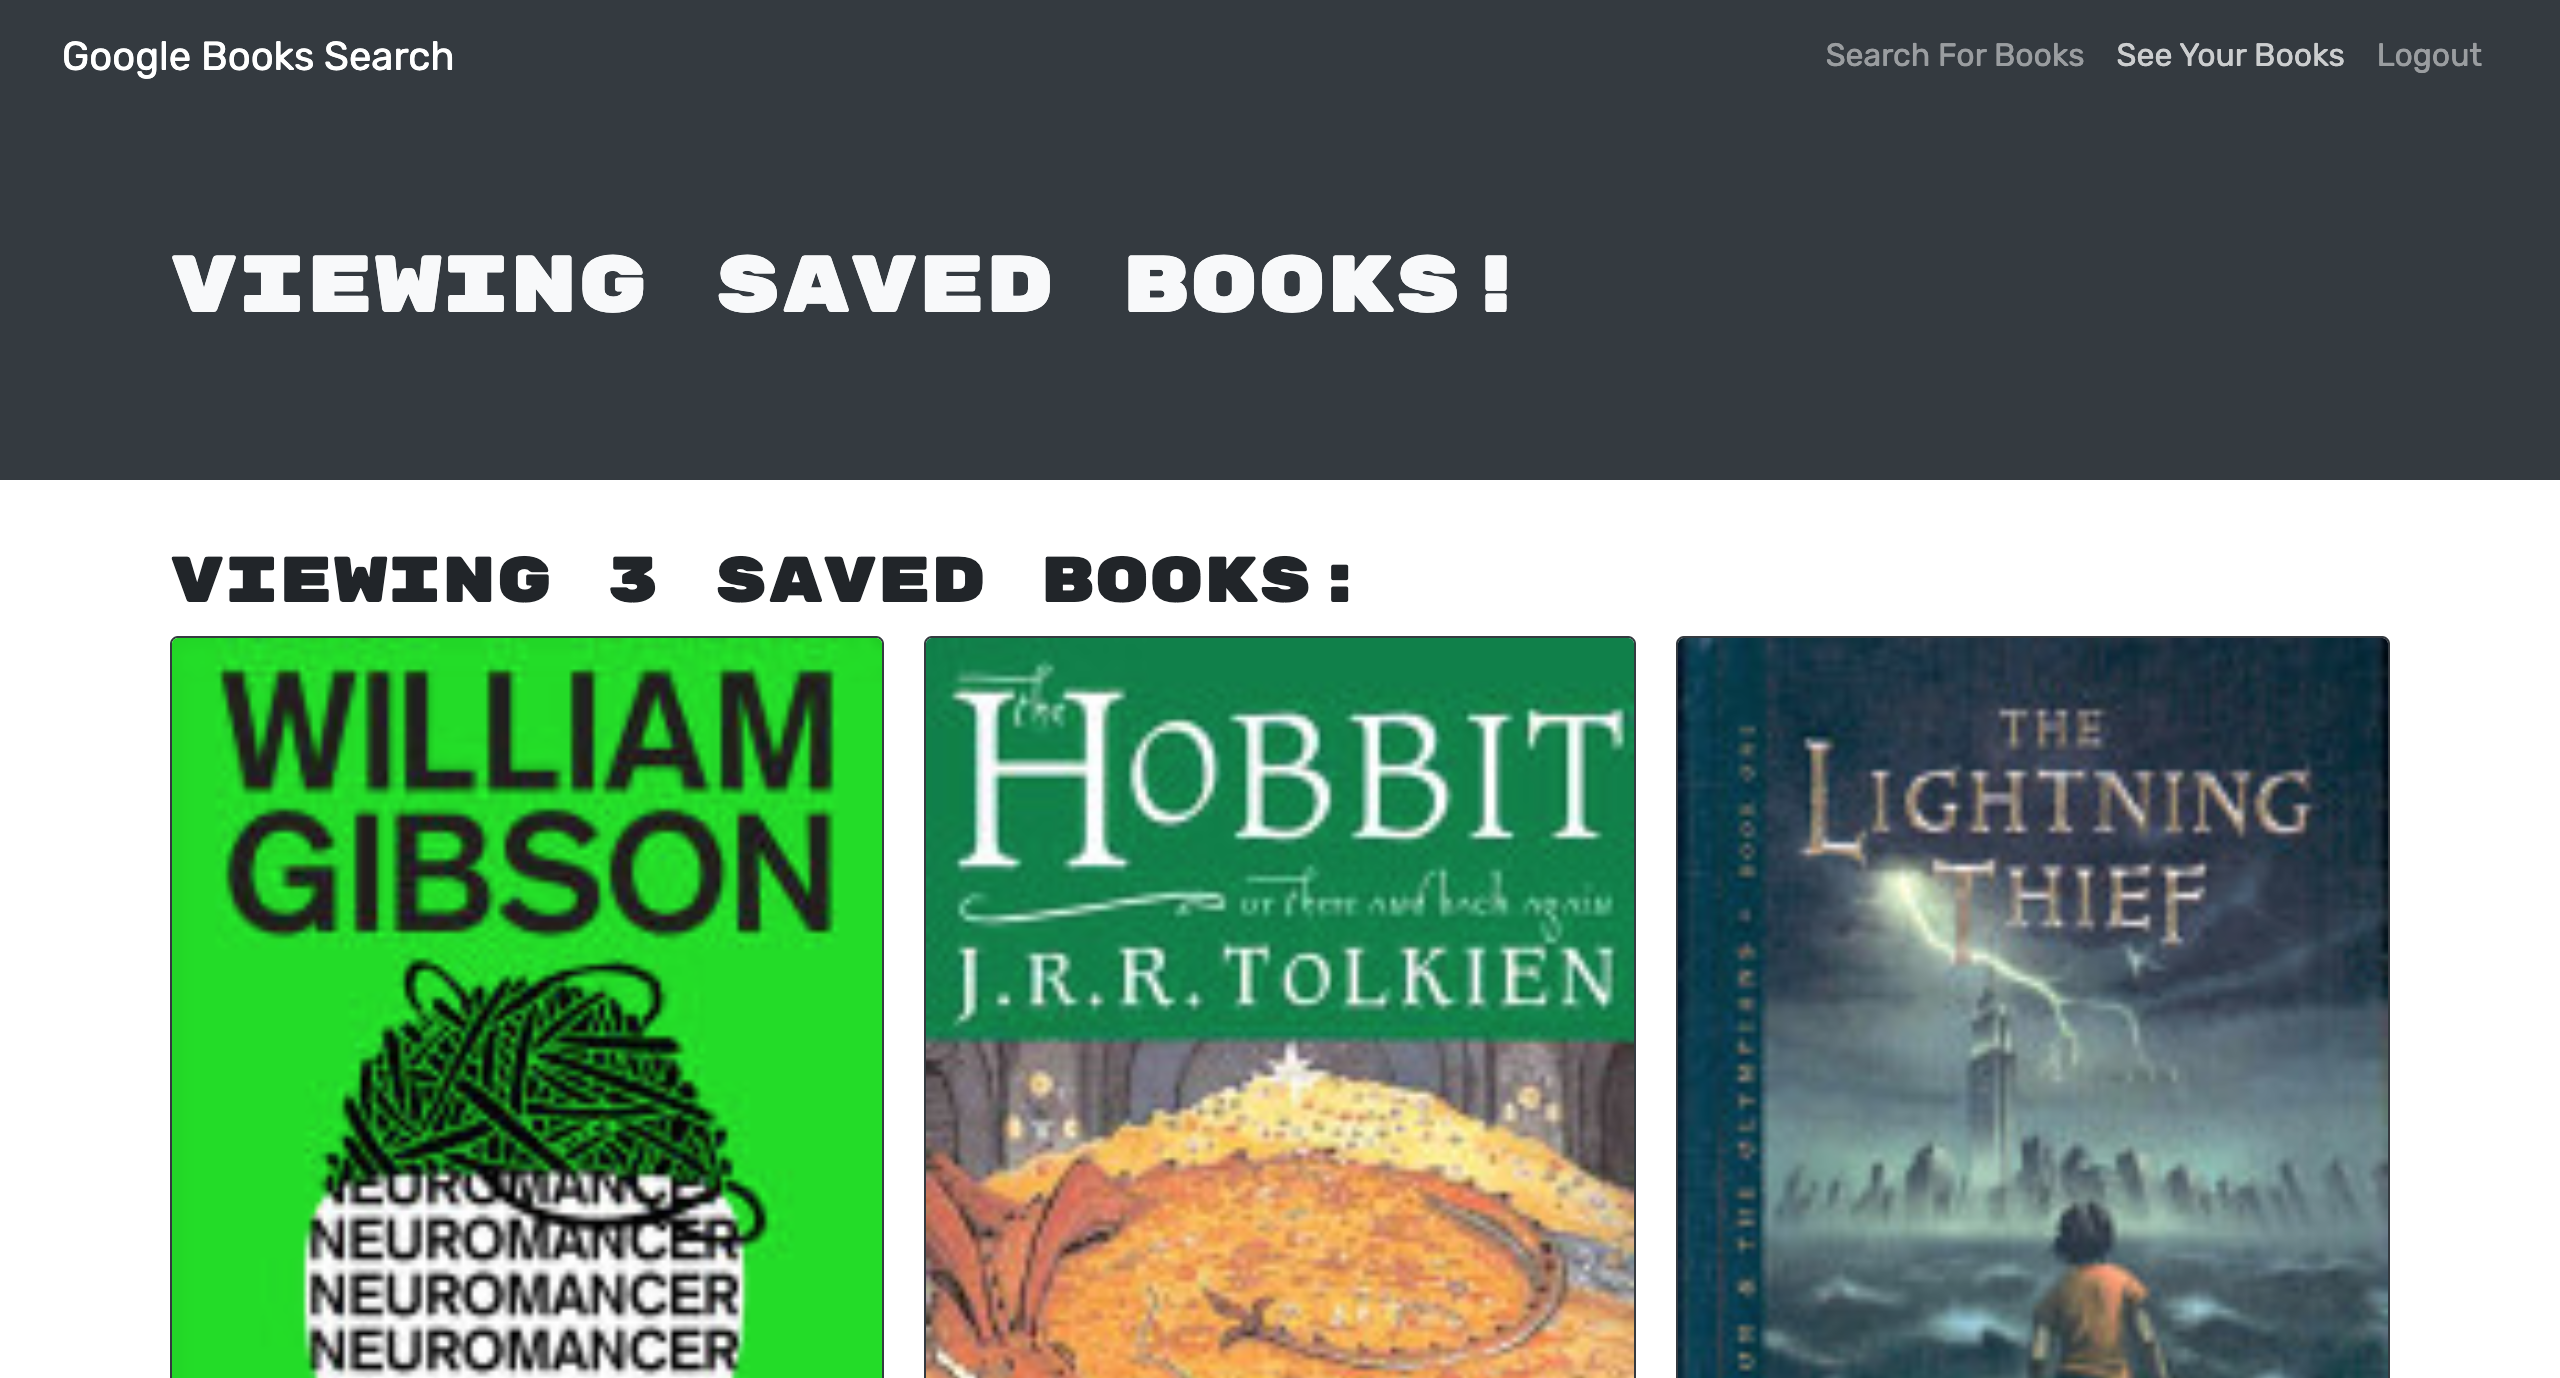 Google Books Search
Search For Books See Your Books Logout
VIEWING SAVED BOOKS!
VIEWING 3 SAVED BOOKS:
WILLIAM
GIBSON
NEUROMANCER
NEUROMANCER
NEUROMANCER
NEUROMANCER
the
HOBBIT
or there and back again
J.R.R. TOLKIEN
THE
LIGHTNING
THIEF
THE OLYMPIANS BOOK ONE